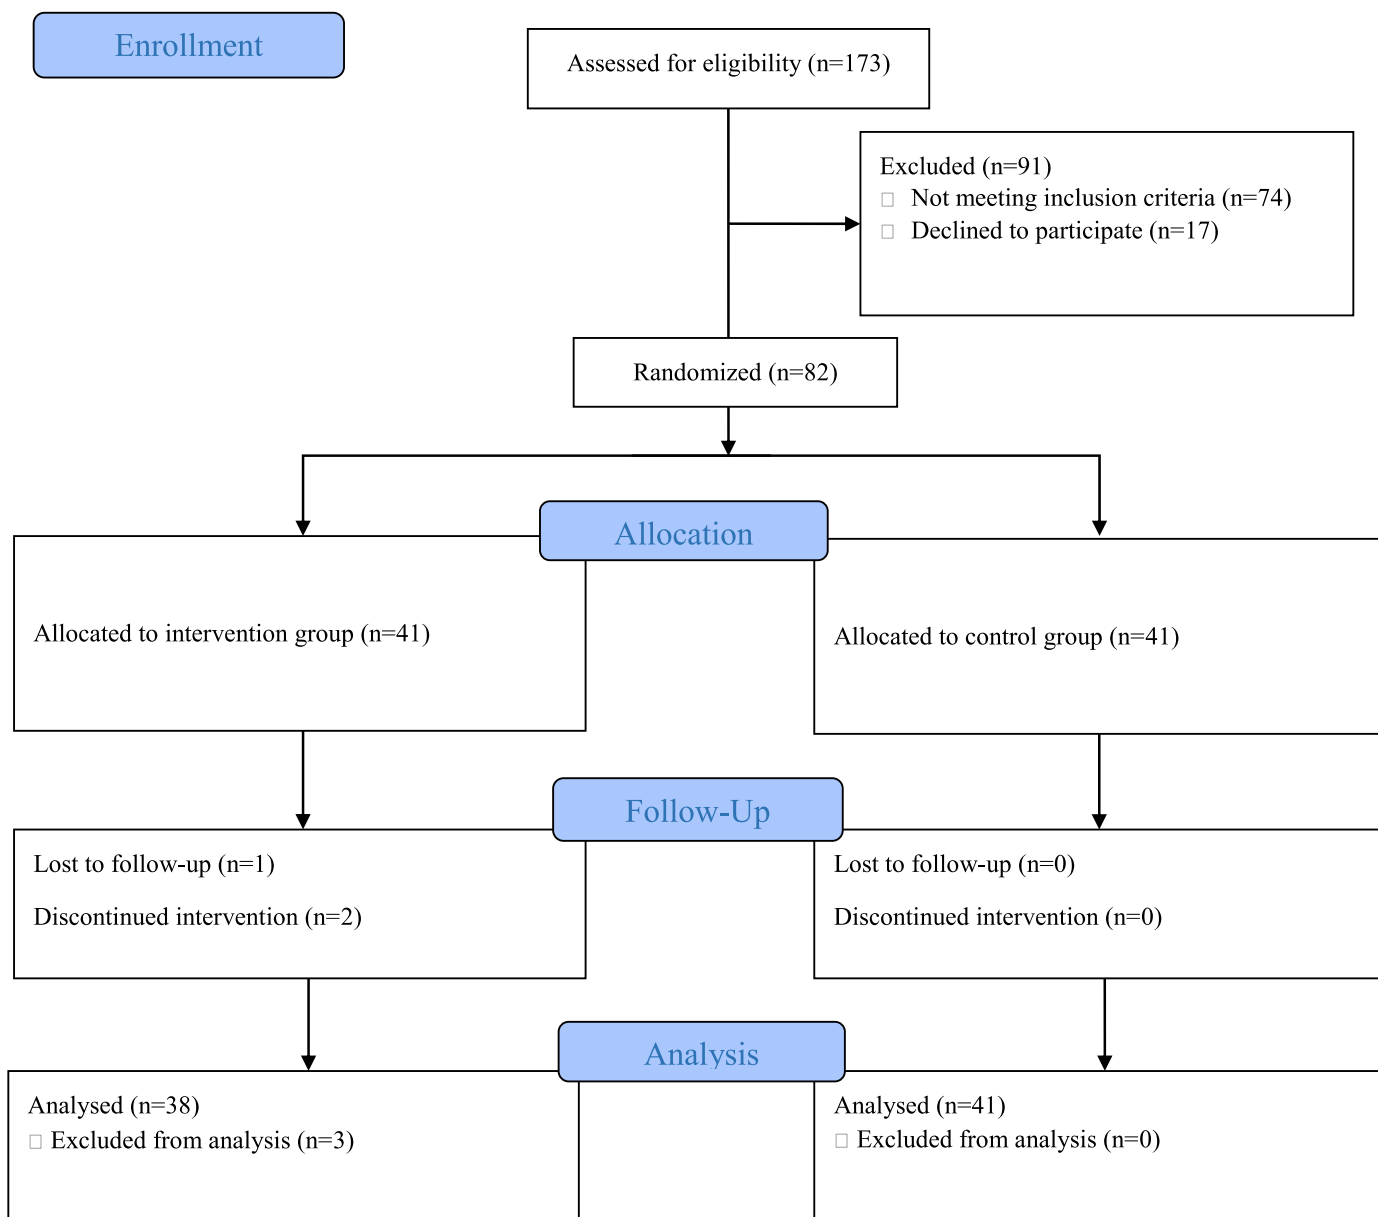 Enrollment
Assessed for eligibility (n=173)
Excluded (n=91)
Not meeting inclusion criteria (n=74)
Declined to participate (n=17)
Randomized (n=82)
Allocation
Allocated to intervention group (n=41)
Allocated to control group (n=41)
Follow-Up
Lost to follow-up (n=1)
Discontinued intervention (n=2)
Lost to follow-up (n=0)
Discontinued intervention (n=0)
Analysis
Analysed (n=38)
Excluded from analysis (n=3)
Analysed (n=41)
Excluded from analysis (n=0)